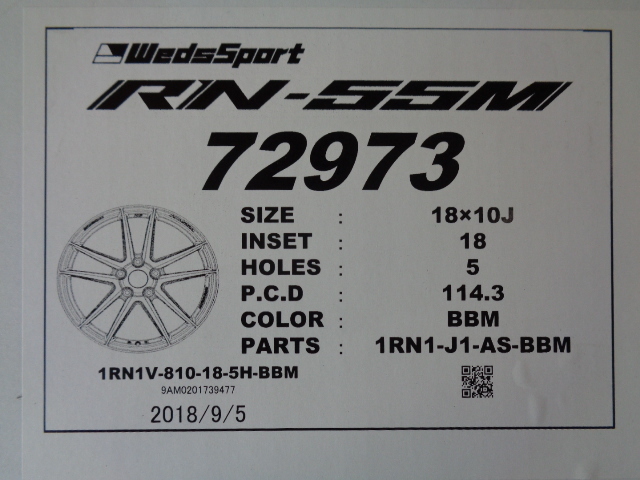 WedsSport
RN-55M
72973
SIZE : 18×10J
INSET : 18
HOLES : 5
P.C.D : 114.3
COLOR : BBM
PARTS : 1RN1-J1-AS-BBM
1RN1V-810-18-5H-BBM
9AM0201739477
2018/9/5